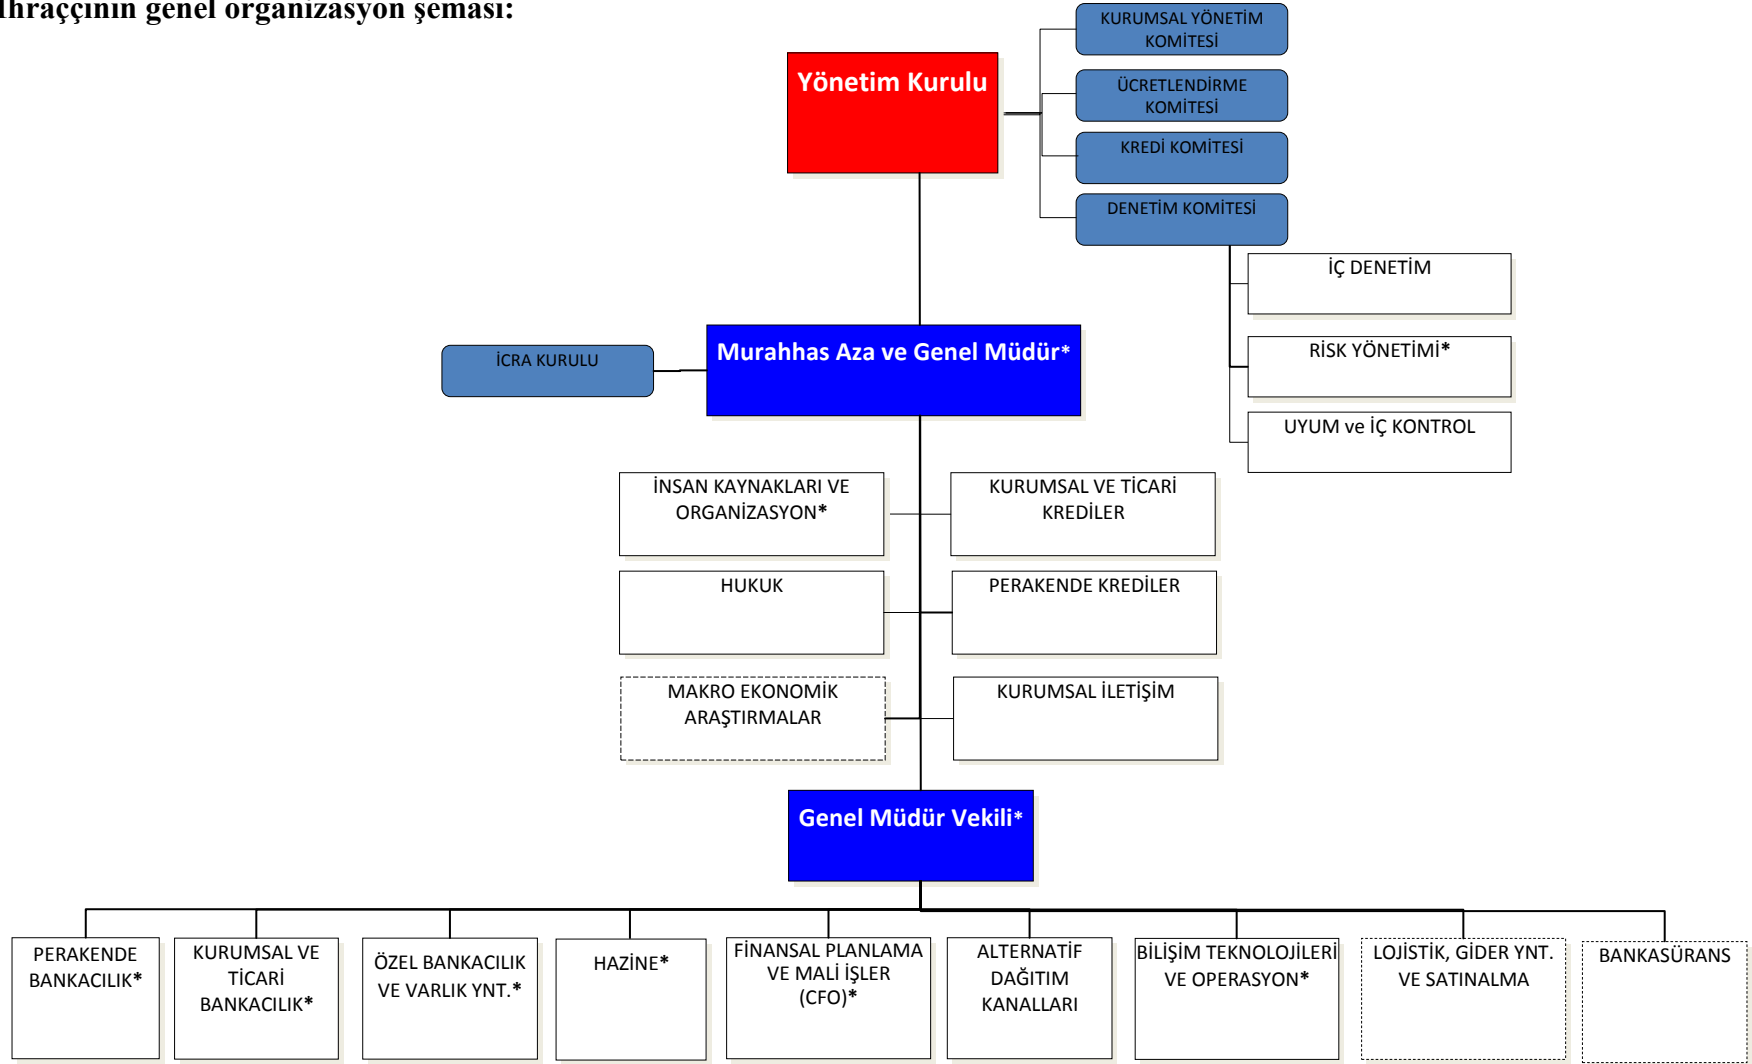 İhraççının genel organizasyon şeması:
KURUMSAL YÖNETİM
KOMİTESİ
Yönetim Kurulu
ÜCRETLENDİRME
KOMİTESİ
KREDİ KOMİTESİ
DENETİM KOMİTESİ
İÇ DENETİM
RİSK YÖNETİMİ*
UYUM ve İÇ KONTROL
Murahhas Aza ve Genel Müdür*
İCRA KURULU
İNSAN KAYNAKLARI VE
ORGANİZASYON*
KURUMSAL VE TİCARİ
KREDİLER
HUKUK
PERAKENDE KREDİLER
MAKRO EKONOMİK
ARAŞTIRMALAR
KURUMSAL İLETİŞİM
Genel Müdür Vekili*
PERAKENDE
BANKACILIK*
KURUMSAL VE
TİCARİ
BANKACILIK*
ÖZEL BANKACILIK
VE VARLIK YNT.*
HAZİNE*
FİNANSAL PLANLAMA
VE MALİ İŞLER
(CFO)*
ALTERNATİF
DAĞITIM
KANALLARI
BİLİŞİM TEKNOLOJİLERİ
VE OPERASYON*
LOJİSTİK, GİDER YNT.
VE SATINALMA
BANKASÜRANS